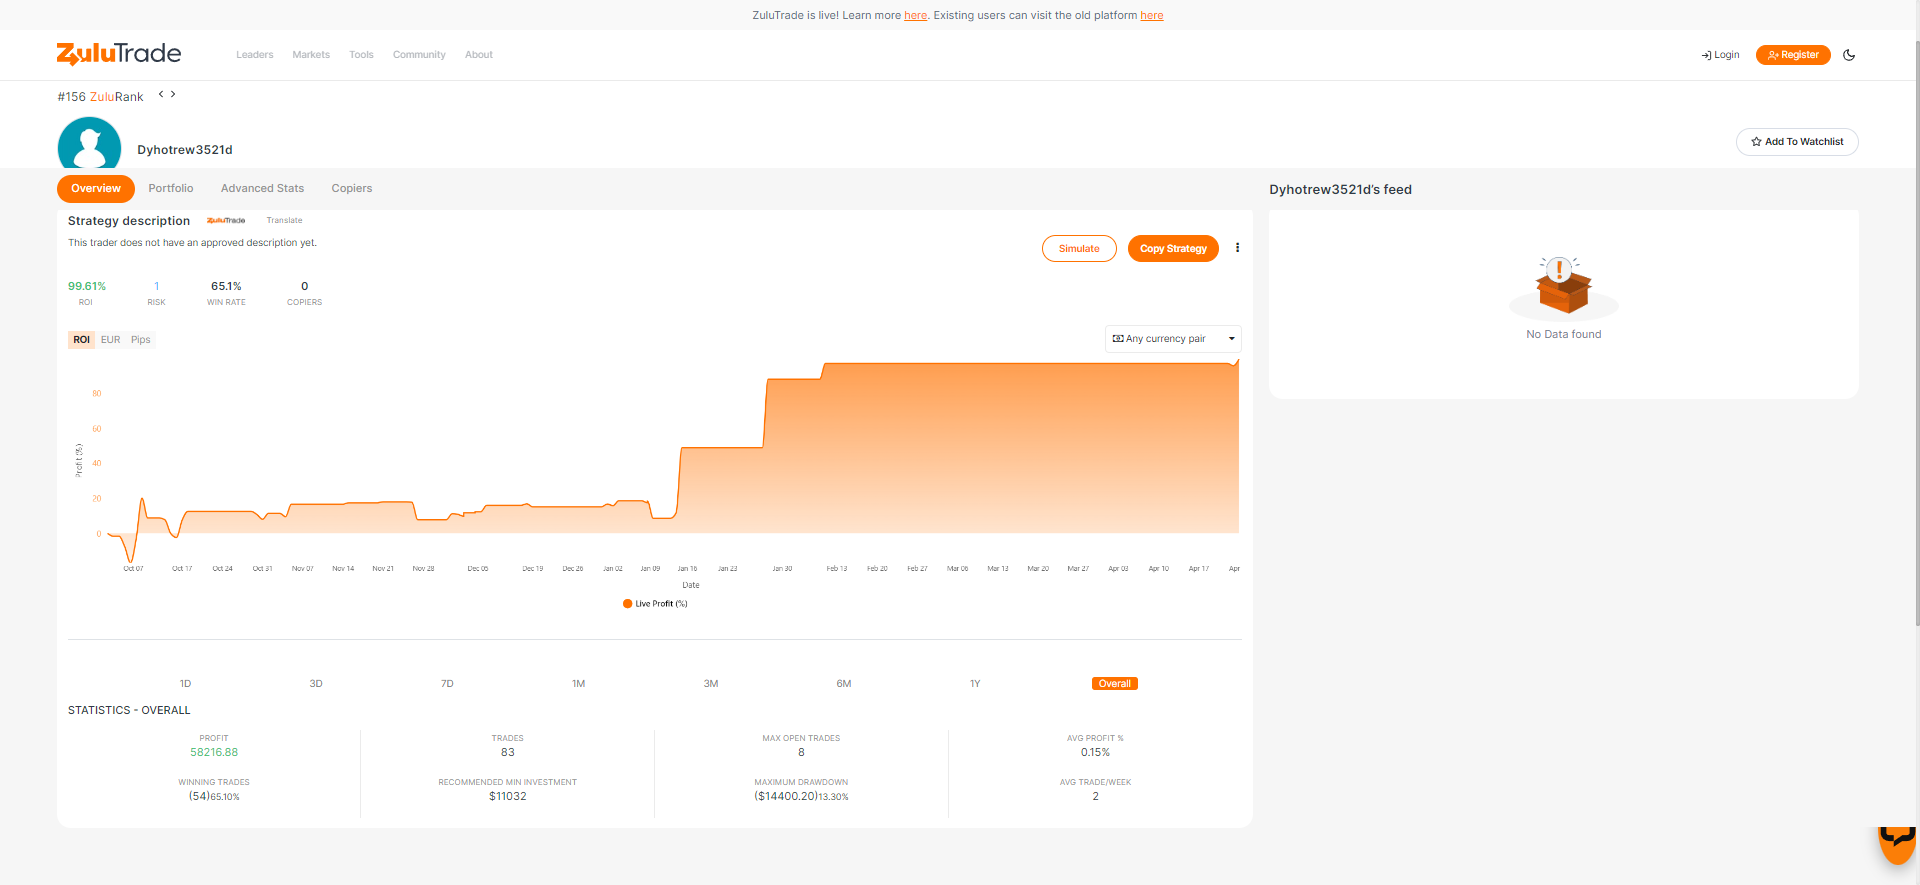 ZuluTrade is live! Learn more here. Existing users can visit the old platform here
ZuluTrade
Leaders
Markets
Tools
Community
About
Login
Register
#156 ZuluRank
Dyhotrew3521d
Add To Watchlist
Overview
Portfolio
Advanced Stats
Copiers
Dyhotrew3521d's feed
Strategy description
ZuluTrade
Translate
This trader does not have an approved description yet.
Simulate
Copy Strategy
99.61%
ROI
1
RISK
65.1%
WIN RATE
0
COPIERS
No Data found
ROI
EUR
Pips
Any currency pair
80
60
40
20
0
Profit (%)
Oct 07
Oct 17
Oct 24
Oct 31
Nov 07
Nov 14
Nov 21
Nov 28
Dec 05
Dec 19
Dec 26
Jan 02
Jan 09
Jan 16
Jan 23
Jan 30
Feb 13
Feb 20
Feb 27
Mar 06
Mar 13
Mar 20
Mar 27
Apr 03
Apr 10
Apr 17
Apr
Date
Live Profit (%)
1D
3D
7D
1M
3M
6M
1Y
Overall
STATISTICS - OVERALL
PROFIT
58216.88
TRADES
83
MAX OPEN TRADES
8
AVG PROFIT %
0.15%
WINNING TRADES
(54)65.10%
RECOMMENDED MIN INVESTMENT
$11032
MAXIMUM DRAWDOWN
($14400.20)13.30%
AVG TRADE/WEEK
2